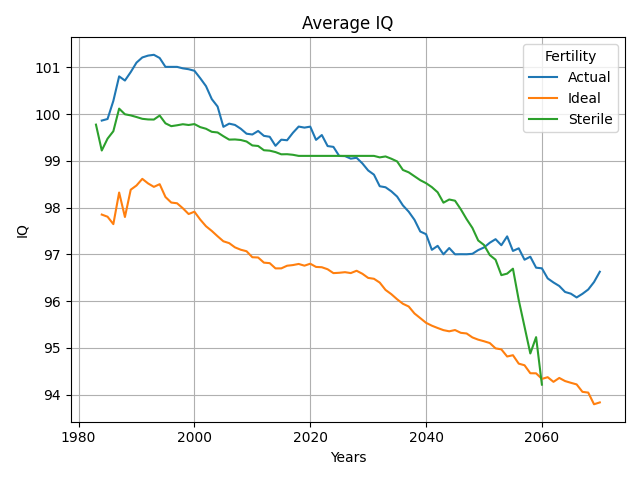 Average IQ
Fertility
Actual
Ideal
Sterile
101
100
99
98
97
96
95
94
IQ
1980
2000
2020
2040
2060
Years